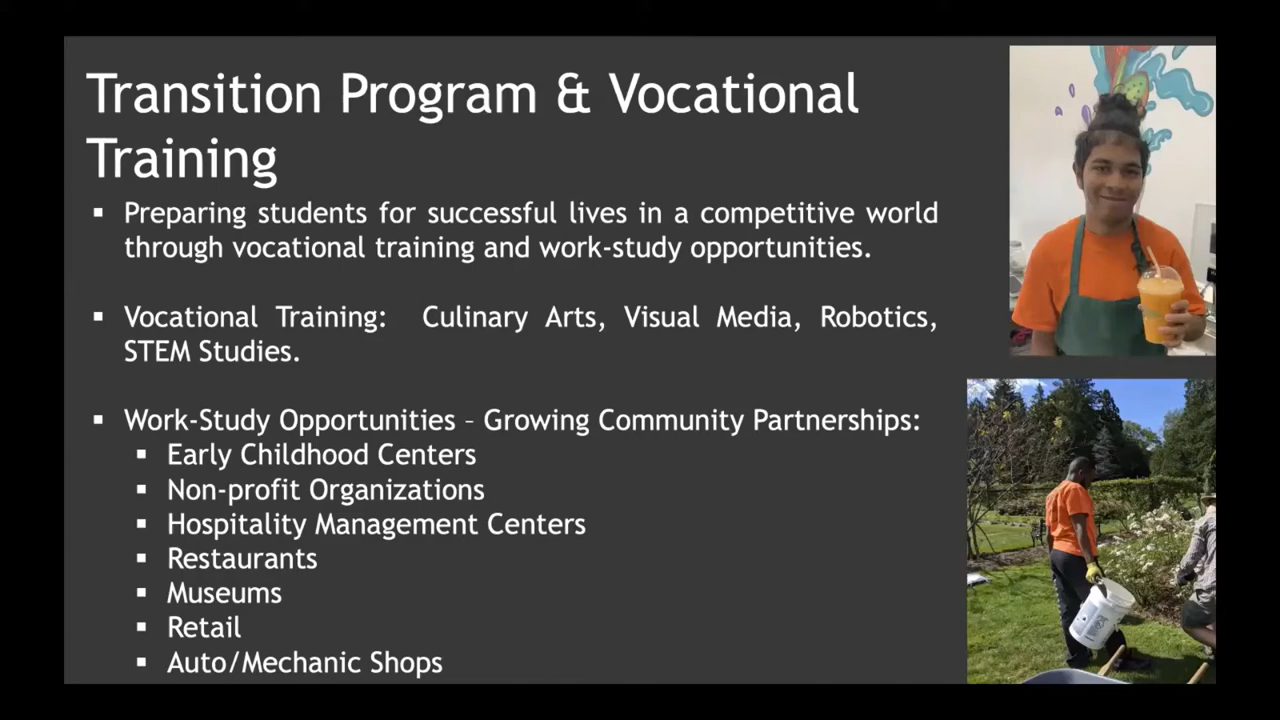 Transition Program & Vocational
Training
▪ Preparing students for successful lives in a competitive world
through vocational training and work-study opportunities.
▪ Vocational Training: Culinary Arts, Visual Media, Robotics,
STEM Studies.
▪ Work-Study Opportunities – Growing Community Partnerships:
▪ Early Childhood Centers
▪ Non-profit Organizations
▪ Hospitality Management Centers
▪ Restaurants
▪ Museums
▪ Retail
▪ Auto/Mechanic Shops